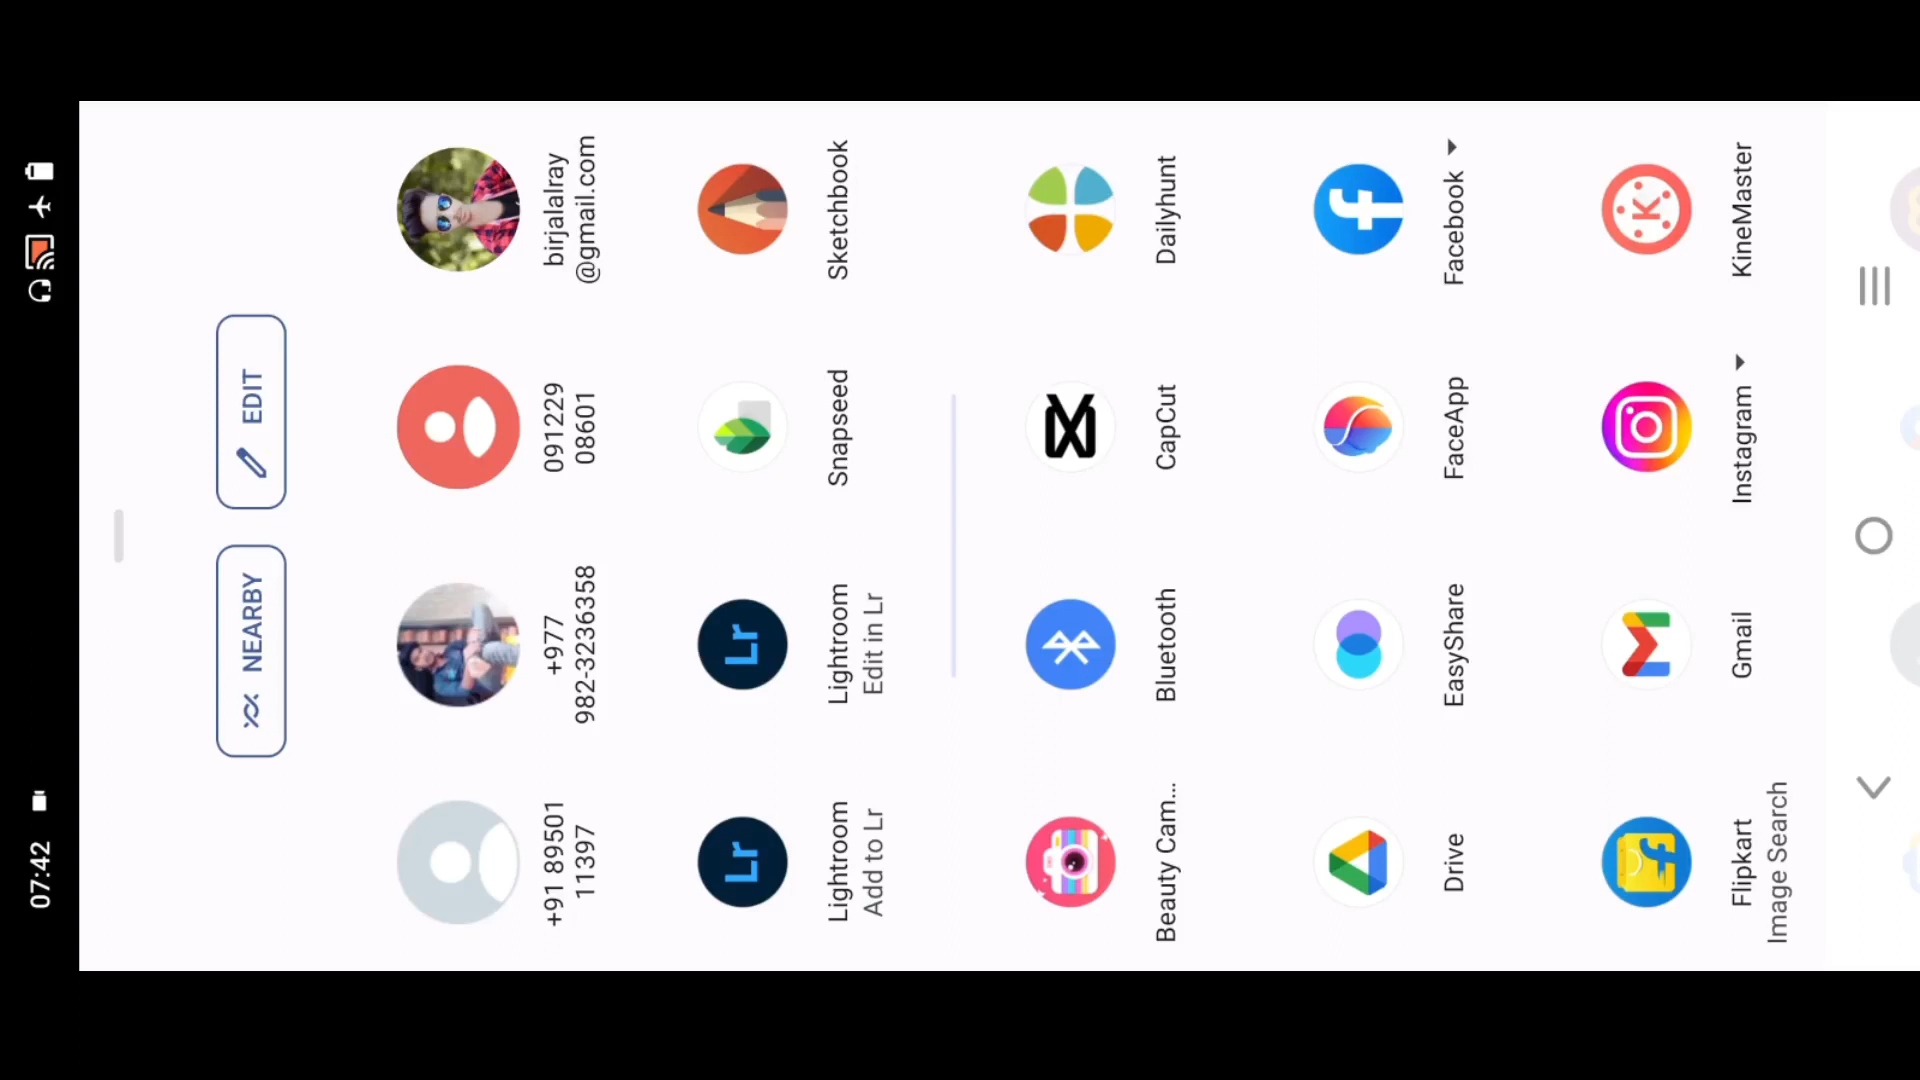 07:42
NEARBY
EDIT
+91 89501
11397
+977
982-3236358
091229
08601
birjalalray
@gmail.com
Lr
Lightroom
Add to Lr
Lr
Lightroom
Edit in Lr
Snapseed
Sketchbook
Beauty Cam...
Bluetooth
CapCut
Dailyhunt
Drive
EasyShare
FaceApp
Facebook
Flipkart
Image Search
Gmail
Instagram
K
KineMaster